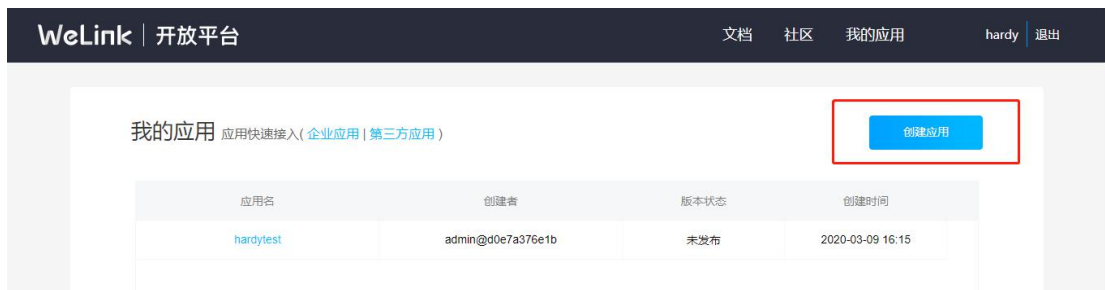 WeLink 开放平台 文档 社区 我的应用 hardy 退出
我的应用 应用快速接入( 企业应用 | 第三方应用 ) 创建应用
应用名 创建者 版本状态 创建时间
hardytest admin@d0e7a376e1b 未发布 2020-03-09 16:15